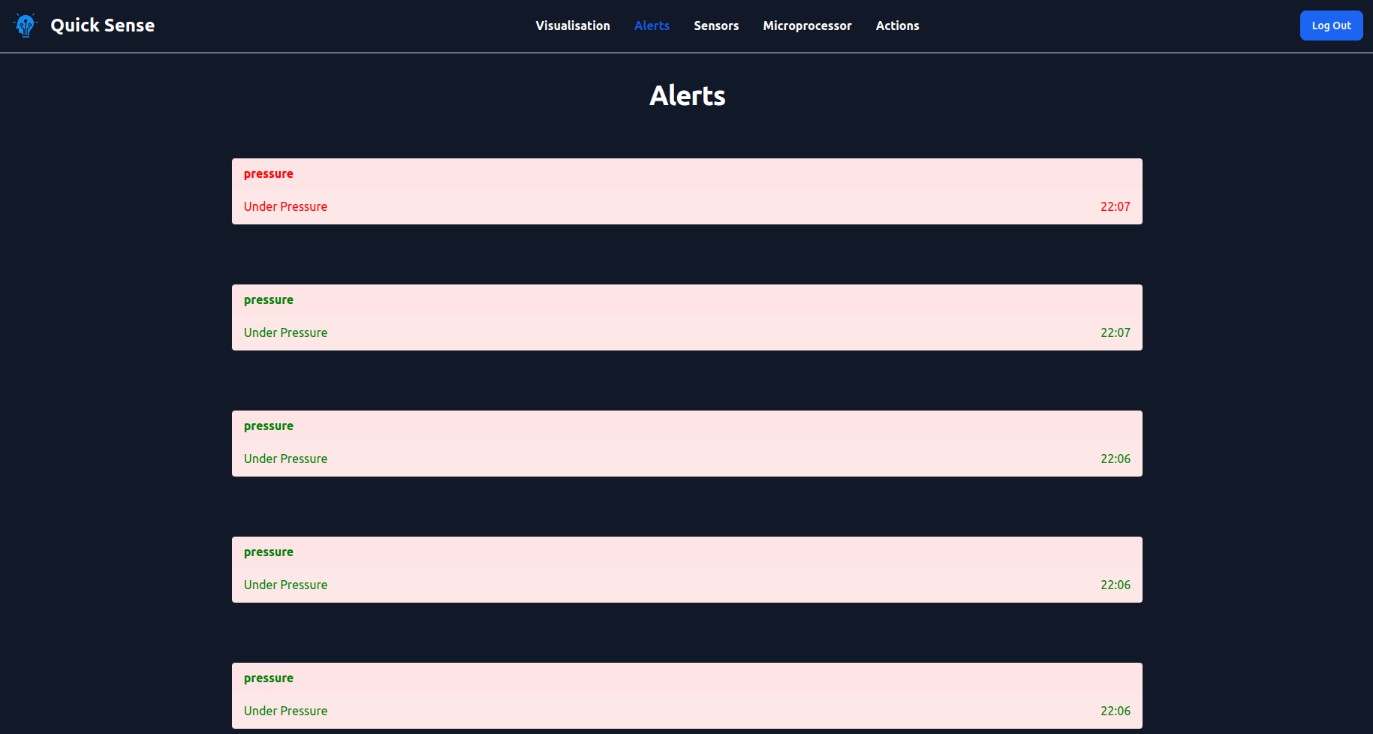 Quick Sense
Visualisation Alerts Sensors Microprocessor Actions
Log Out
Alerts
pressure
Under Pressure 22:07
pressure
Under Pressure 22:07
pressure
Under Pressure 22:06
pressure
Under Pressure 22:06
pressure
Under Pressure 22:06